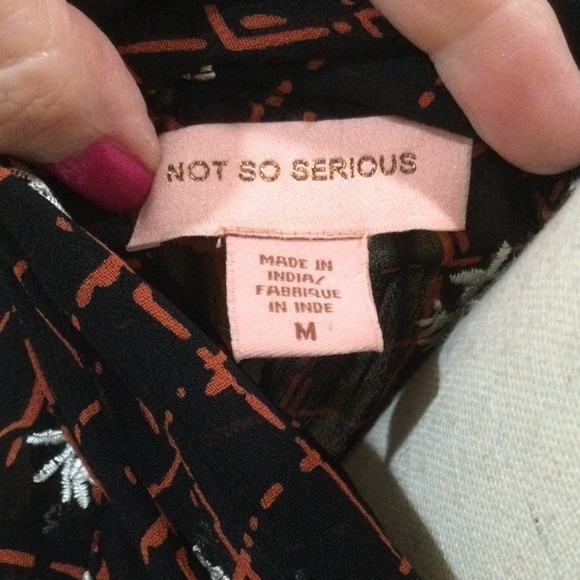 NOT SO SERIOUS
MADE IN
INDIA/
FABRIQUE
IN INDE
M